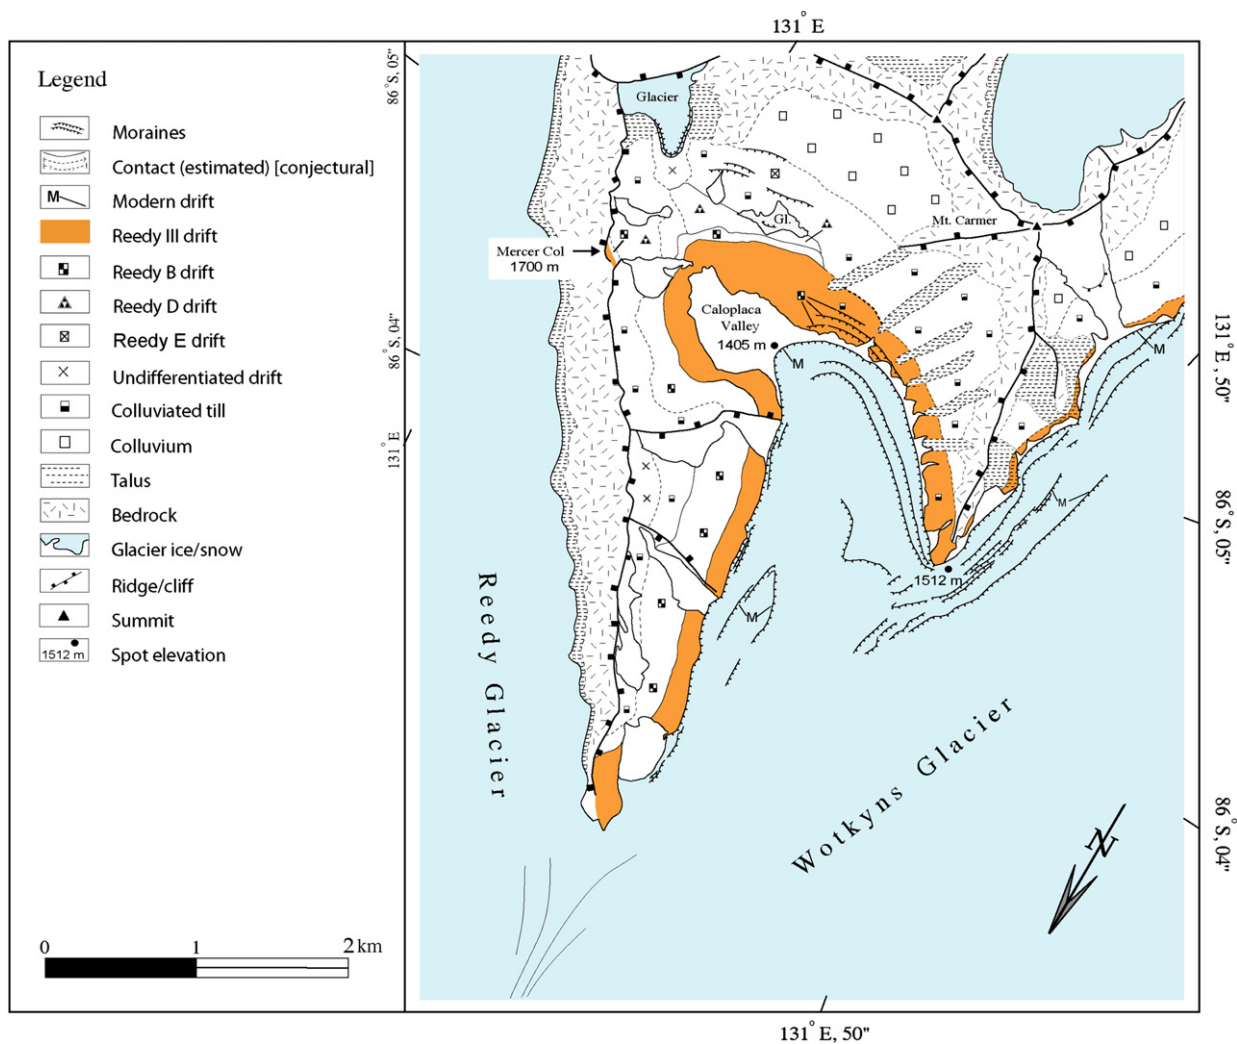 131° E
Legend
Moraines
Contact (estimated) [conjectural]
M
Modern drift
Reedy III drift
Reedy B drift
Reedy D drift
Reedy E drift
Undifferentiated drift
Colluviated till
Colluvium
Talus
Bedrock
Glacier ice/snow
Ridge/cliff
Summit
1512 m
Spot elevation
0 1 2 km
86°S, 05"
86°S, 04"
131°E
Glacier
Gl.
Mt. Carmer
Mercer Col
1700 m
Caloplaca
Valley
1405 m
M
M
M
M
1512 m
Reedy Glacier
Wotkyns Glacier
N
131°E, 50"
86°S, 05"
86°S, 04"
131° E, 50"